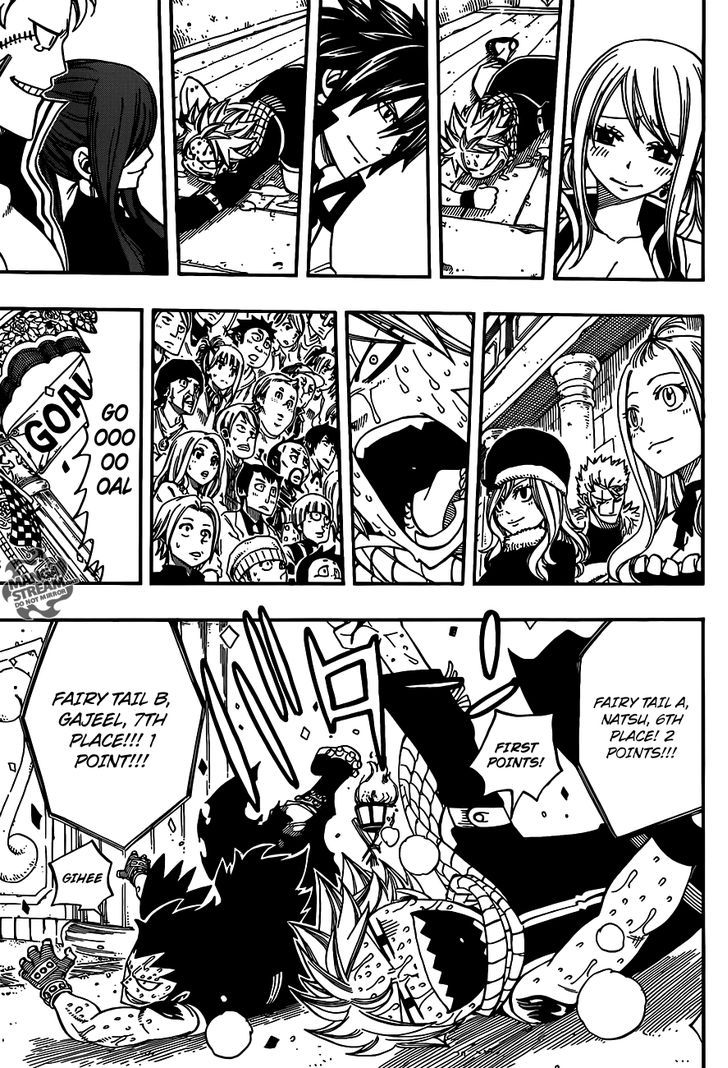 GOAL
GO
OOO
OO
OAL
MANGA
STREAM
DO NOT MIRROR
FAIRY TAIL A,
NATSU, 6TH
PLACE! 2
POINTS!!!
FIRST
POINTS!
FAIRY TAIL B,
GAJEEL, 7TH
PLACE!!! 1
POINT!!!
GIHEE